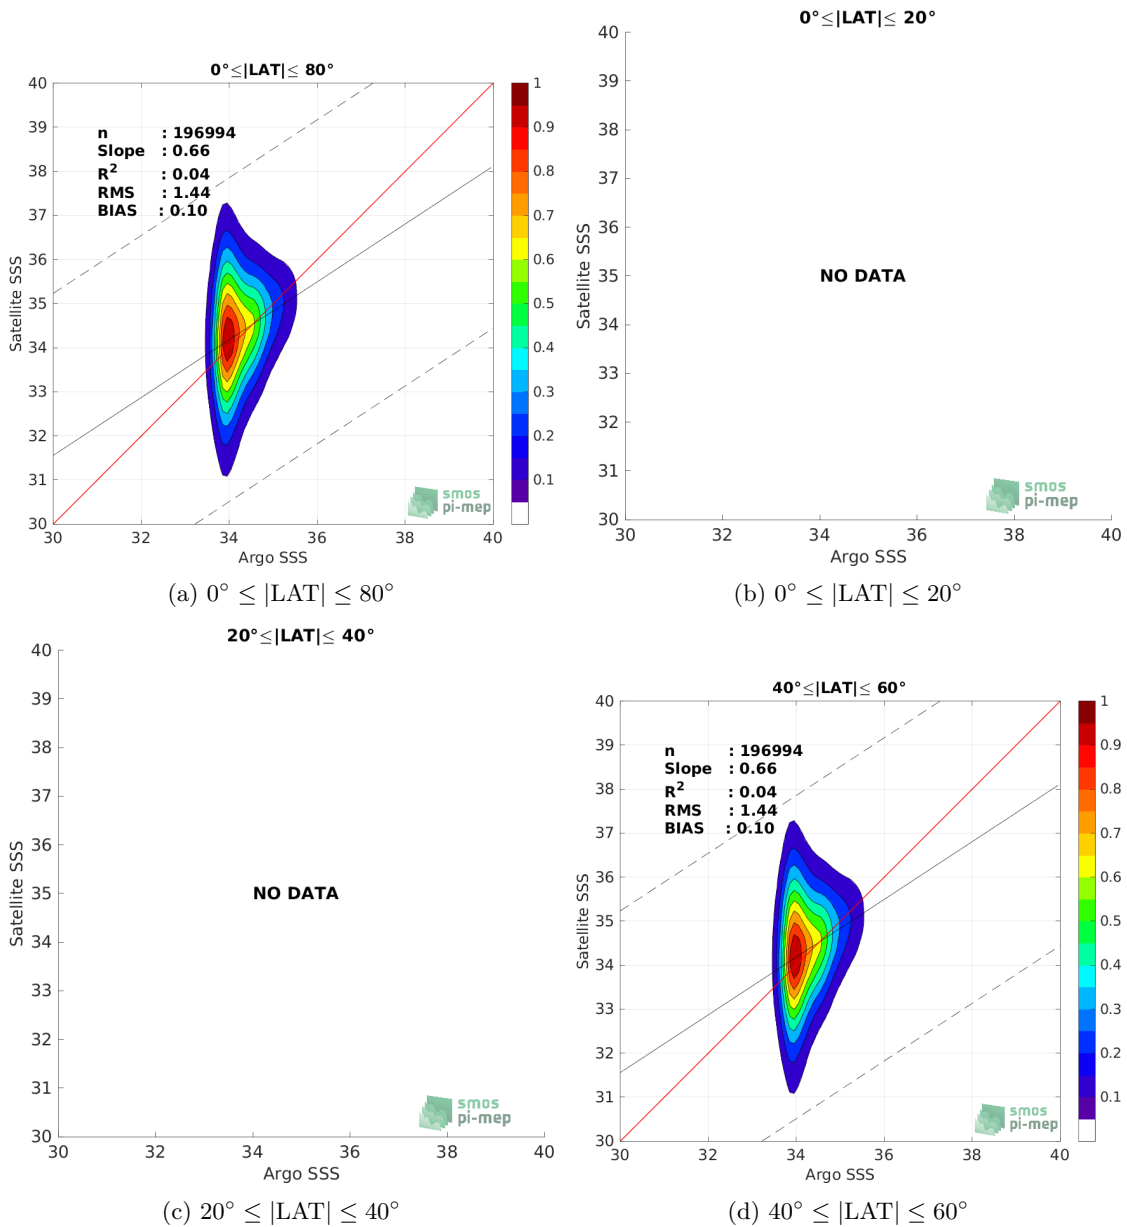 0°≤|LAT|≤ 80°
40
39
38
37
36
35
34
33
32
31
30
Satellite SSS
n : 196994
Slope : 0.66
R² : 0.04
RMS : 1.44
BIAS : 0.10
1
0.9
0.8
0.7
0.6
0.5
0.4
0.3
0.2
0.1
smos
pi-mep
30 32 34 36 38 40
Argo SSS
(a) 0° ≤ |LAT| ≤ 80°
0°≤|LAT|≤ 20°
40
39
38
37
36
35
34
33
32
31
30
Satellite SSS
NO DATA
smos
pi-mep
30 32 34 36 38 40
Argo SSS
(b) 0° ≤ |LAT| ≤ 20°
20°≤|LAT|≤ 40°
40
39
38
37
36
35
34
33
32
31
30
Satellite SSS
NO DATA
smos
pi-mep
30 32 34 36 38 40
Argo SSS
(c) 20° ≤ |LAT| ≤ 40°
40°≤|LAT|≤ 60°
40
39
38
37
36
35
34
33
32
31
30
Satellite SSS
n : 196994
Slope : 0.66
R² : 0.04
RMS : 1.44
BIAS : 0.10
1
0.9
0.8
0.7
0.6
0.5
0.4
0.3
0.2
0.1
smos
pi-mep
30 32 34 36 38 40
Argo SSS
(d) 40° ≤ |LAT| ≤ 60°